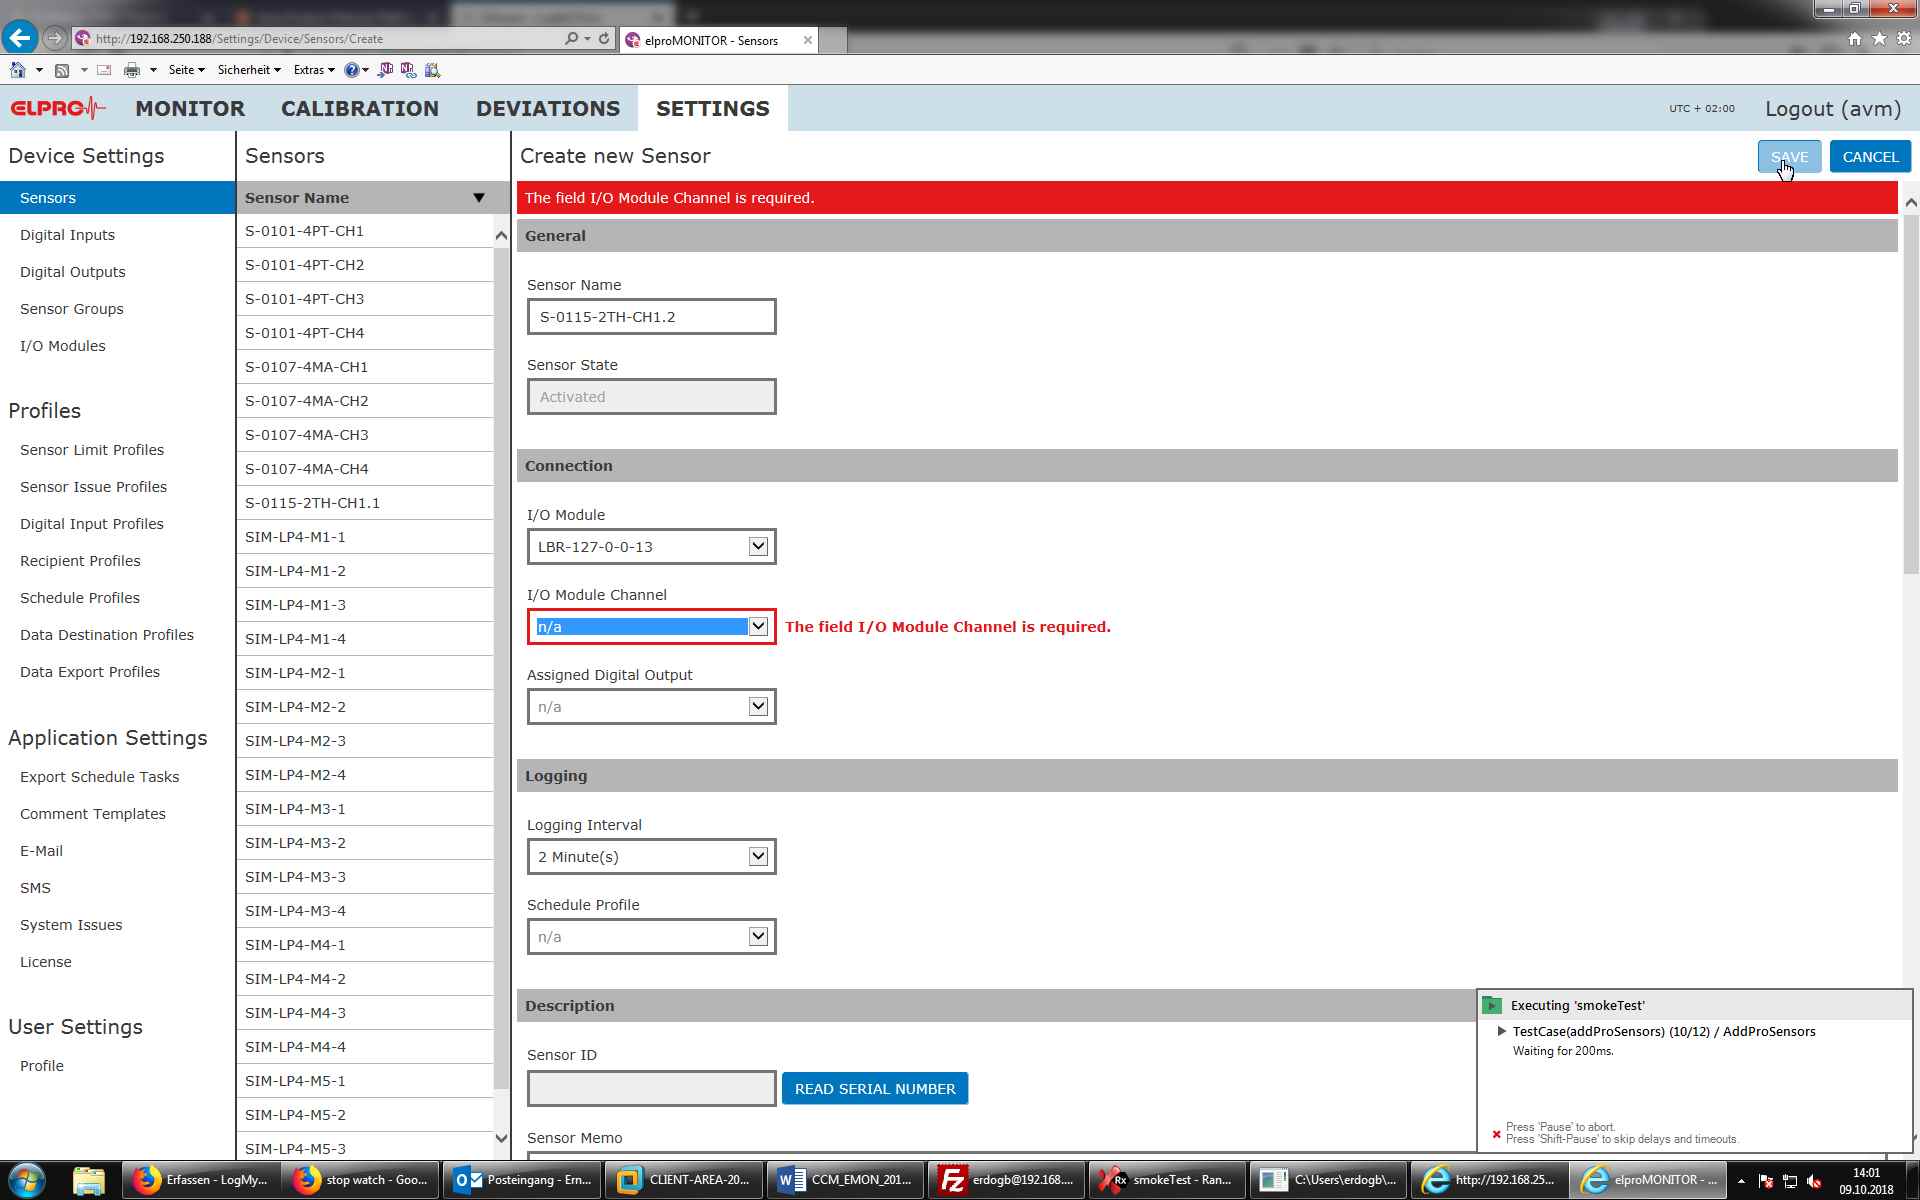 http://192.168.250.188/Settings/Device/Sensors/Create
elproMONITOR - Sensors
Seite
Sicherheit
Extras
ELPRO
MONITOR
CALIBRATION
DEVIATIONS
SETTINGS
UTC + 02:00
Logout (avm)
Device Settings
Sensors
Digital Inputs
Digital Outputs
Sensor Groups
I/O Modules
Profiles
Sensor Limit Profiles
Sensor Issue Profiles
Digital Input Profiles
Recipient Profiles
Schedule Profiles
Data Destination Profiles
Data Export Profiles
Application Settings
Export Schedule Tasks
Comment Templates
E-Mail
SMS
System Issues
License
User Settings
Profile
Sensors
Sensor Name
S-0101-4PT-CH1
S-0101-4PT-CH2
S-0101-4PT-CH3
S-0101-4PT-CH4
S-0107-4MA-CH1
S-0107-4MA-CH2
S-0107-4MA-CH3
S-0107-4MA-CH4
S-0115-2TH-CH1.1
SIM-LP4-M1-1
SIM-LP4-M1-2
SIM-LP4-M1-3
SIM-LP4-M1-4
SIM-LP4-M2-1
SIM-LP4-M2-2
SIM-LP4-M2-3
SIM-LP4-M2-4
SIM-LP4-M3-1
SIM-LP4-M3-2
SIM-LP4-M3-3
SIM-LP4-M3-4
SIM-LP4-M4-1
SIM-LP4-M4-2
SIM-LP4-M4-3
SIM-LP4-M4-4
SIM-LP4-M5-1
SIM-LP4-M5-2
SIM-LP4-M5-3
Create new Sensor
SAVE
CANCEL
The field I/O Module Channel is required.
General
Sensor Name
S-0115-2TH-CH1.2
Sensor State
Activated
Connection
I/O Module
LBR-127-0-0-13
I/O Module Channel
n/a
The field I/O Module Channel is required.
Assigned Digital Output
n/a
Logging
Logging Interval
2 Minute(s)
Schedule Profile
n/a
Description
Sensor ID
READ SERIAL NUMBER
Sensor Memo
Executing 'smokeTest'
TestCase(addProSensors) (10/12) / AddProSensors
Waiting for 200ms.
Press 'Pause' to abort.
Press 'Shift-Pause' to skip delays and timeouts.
Erfassen - LogMy...
stop watch - Goo...
Posteingang - Ern...
CLIENT-AREA-20...
CCM_EMON_201...
erdogb@192.168....
smokeTest - Ran...
C:\Users\erdogb\...
http://192.168.25...
elproMONITOR - ...
14:01
09.10.2018